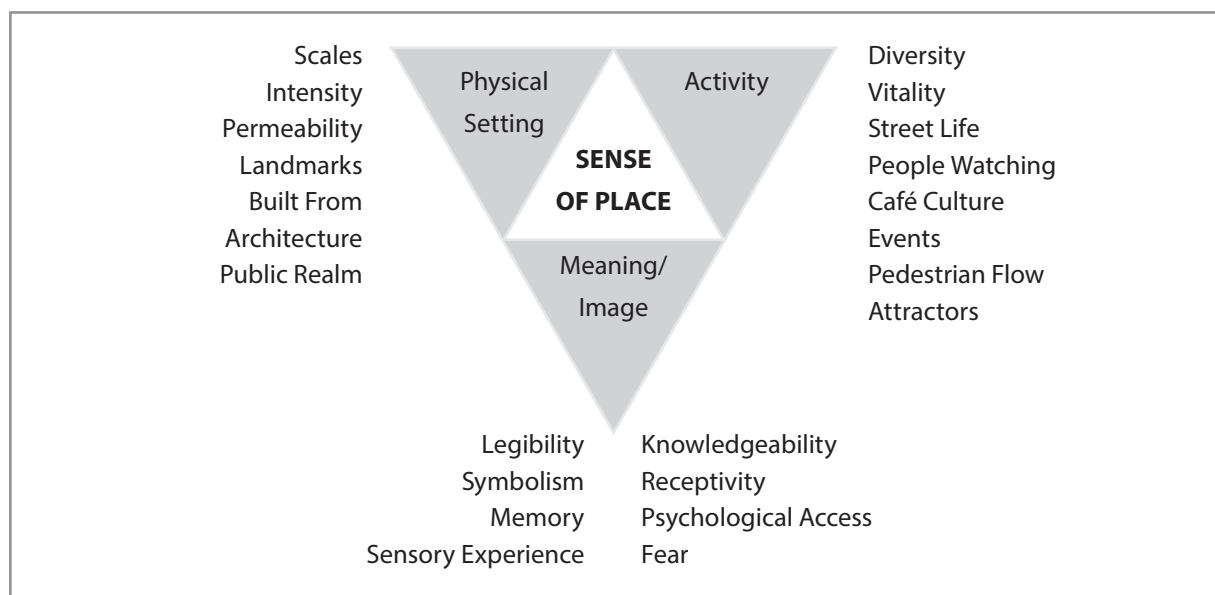 Scales
Intensity
Permeability
Landmarks
Built From
Architecture
Public Realm
Physical
Setting
Activity
SENSE
OF PLACE
Meaning/
Image
Diversity
Vitality
Street Life
People Watching
Café Culture
Events
Pedestrian Flow
Attractors
Legibility
Symbolism
Memory
Sensory Experience
Knowledgeability
Receptivity
Psychological Access
Fear